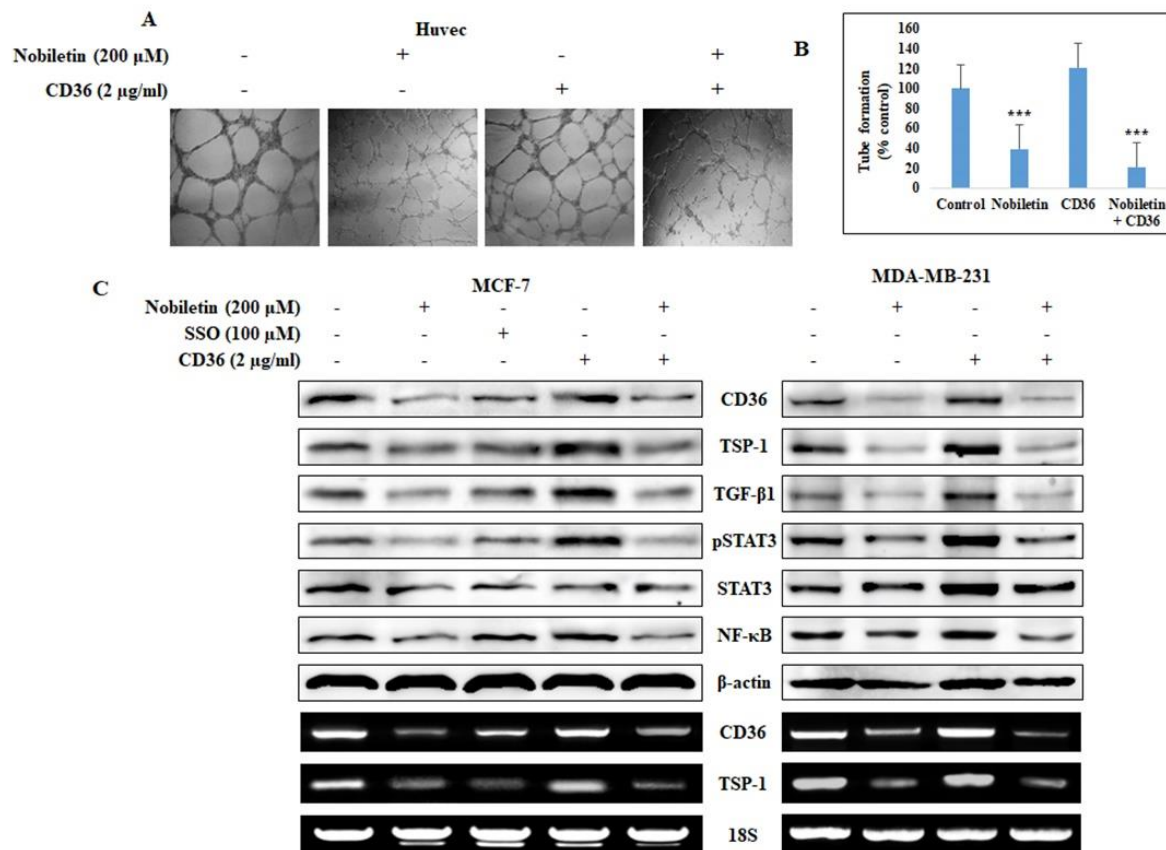 A
Huvec
Nobiletin (200 μM) - + - +
CD36 (2 μg/ml) - - + +
B
Tube formation
(% control)
160
140
120
100
80
60
40
20
0
***
***
Control Nobiletin CD36 Nobiletin
+ CD36
C
MCF-7 MDA-MB-231
Nobiletin (200 μM) - + - - + - + - +
SSO (100 μM) - - + - - - - - -
CD36 (2 μg/ml) - - - + + - - + +
CD36
TSP-1
TGF-β1
pSTAT3
STAT3
NF-κB
β-actin
CD36
TSP-1
18S